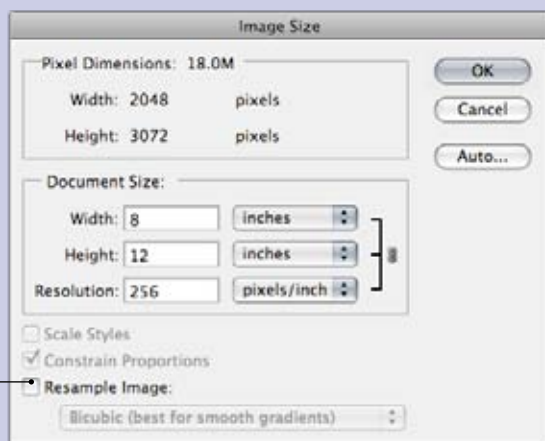 Image Size
Pixel Dimensions: 18.0M
Width: 2048 pixels
Height: 3072 pixels
OK
Cancel
Auto...
Document Size:
Width: 8 inches
Height: 12 inches
Resolution: 256 pixels/inch
Scale Styles
Constrain Proportions
Resample Image:
Bicubic (best for smooth gradients)